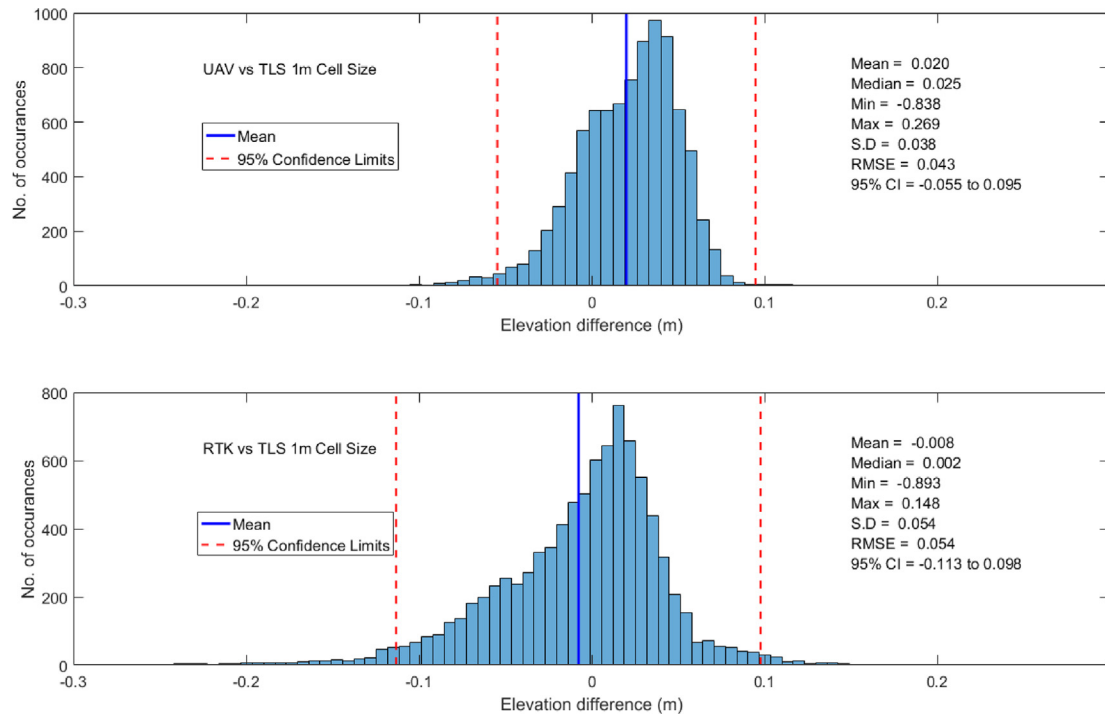 1000
800
600
400
200
0
No. of occurances
UAV vs TLS 1m Cell Size
Mean
95% Confidence Limits
Mean = 0.020
Median = 0.025
Min = -0.838
Max = 0.269
S.D = 0.038
RMSE = 0.043
95% CI = -0.055 to 0.095
-0.3 -0.2 -0.1 0 0.1 0.2
Elevation difference (m)
800
600
400
200
0
No. of occurances
RTK vs TLS 1m Cell Size
Mean
95% Confidence Limits
Mean = -0.008
Median = 0.002
Min = -0.893
Max = 0.148
S.D = 0.054
RMSE = 0.054
95% CI = -0.113 to 0.098
-0.3 -0.2 -0.1 0 0.1 0.2
Elevation difference (m)